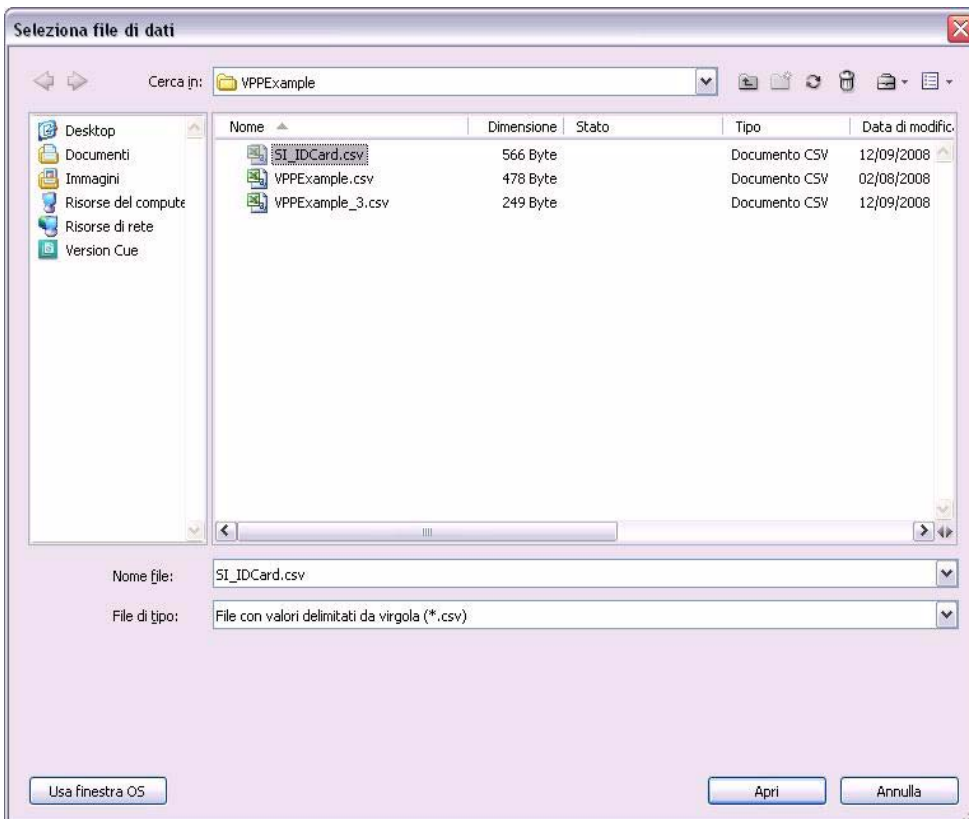 Seleziona file di dati
Cerca in: VPPExample
Desktop
Documenti
Immagini
Risorse del compute
Risorse di rete
Version Cue
Nome Dimensione Stato Tipo Data di modific
SI_IDCard.csv 566 Byte Documento CSV 12/09/2008
VPPExample.csv 478 Byte Documento CSV 02/08/2008
VPPExample_3.csv 249 Byte Documento CSV 12/09/2008
Nome file: SI_IDCard.csv
File di tipo: File con valori delimitati da virgola (*.csv)
Usa finestra OS Apri Annulla